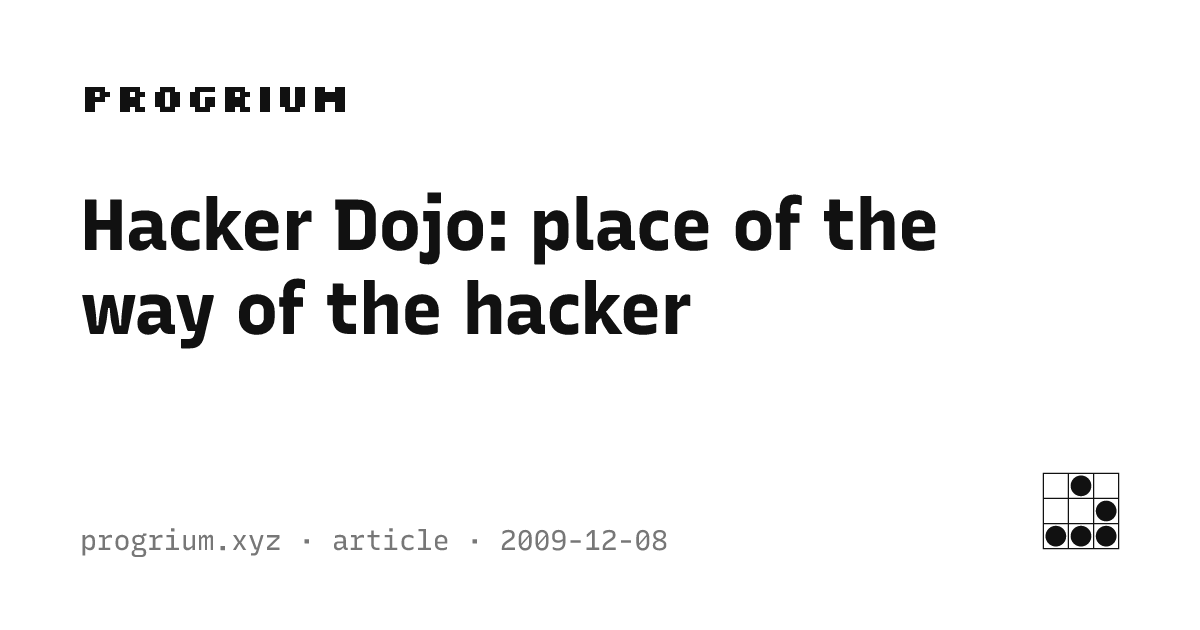 PROGRIUM
Hacker Dojo: place of the
way of the hacker
progrium.xyz · article · 2009-12-08